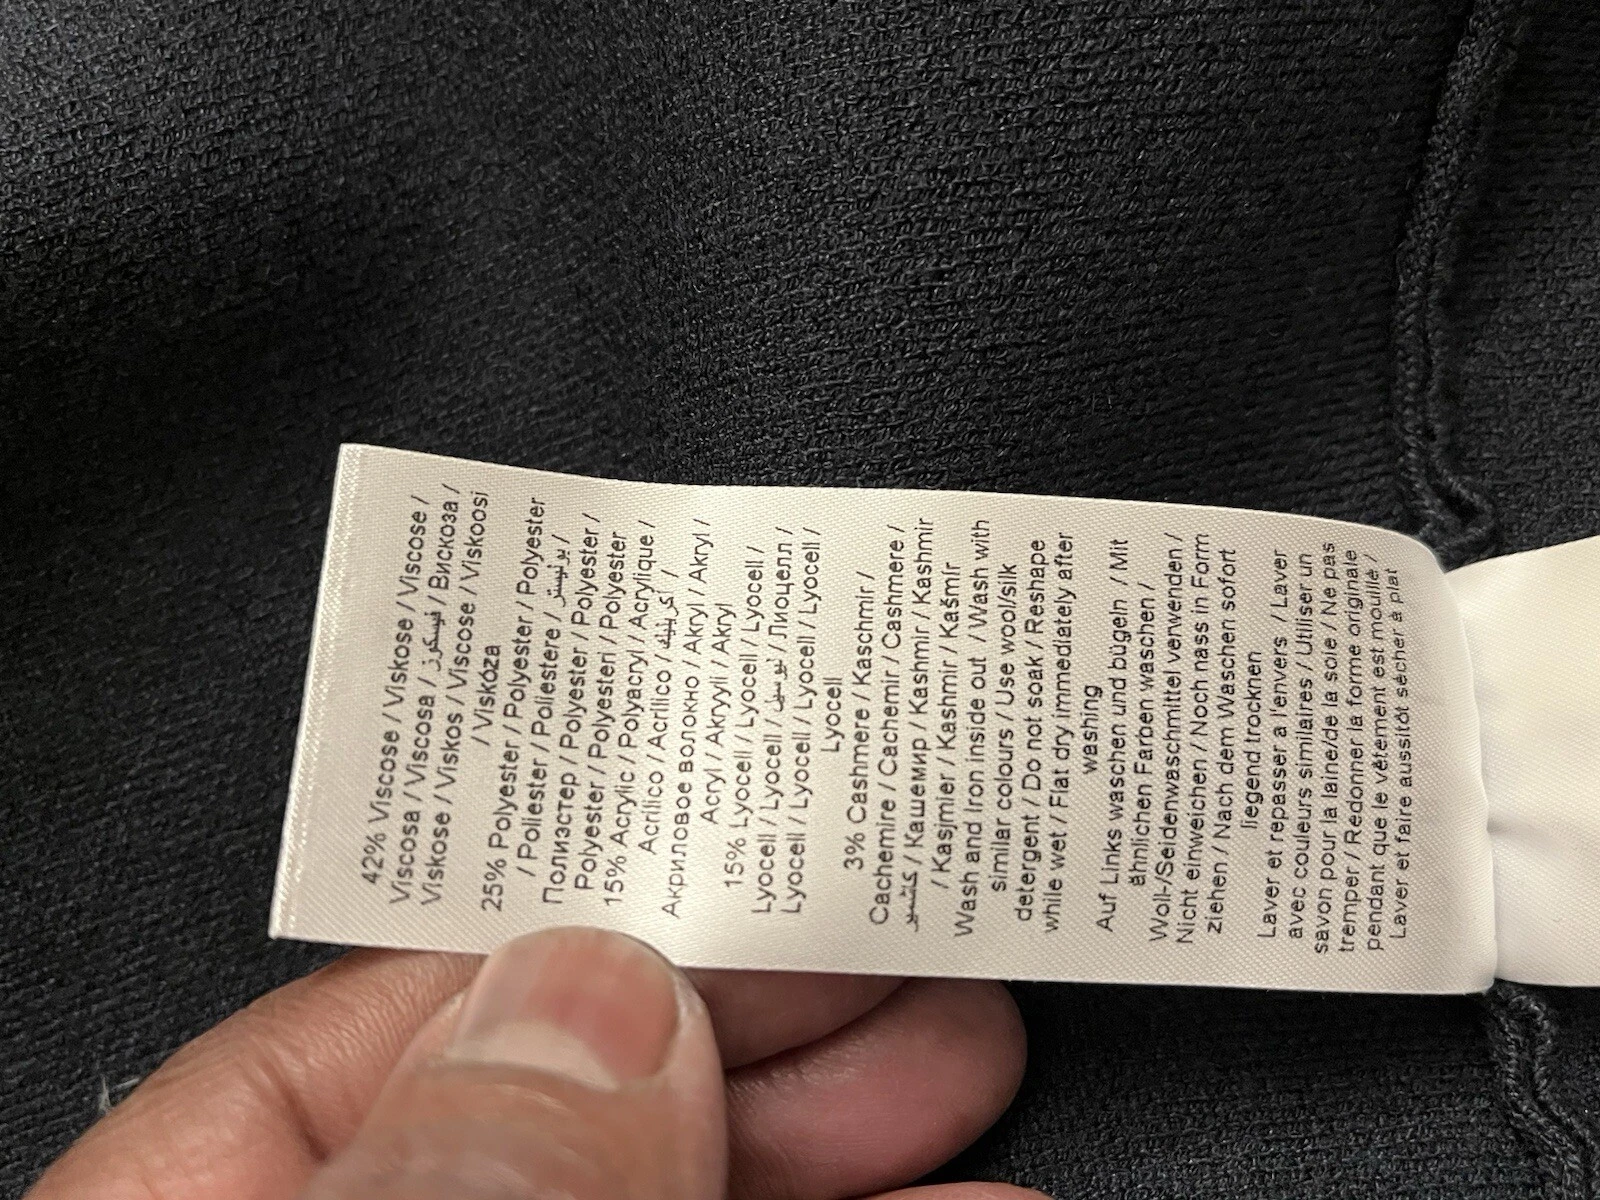 42% Viscose / Viskose / Viskose / Viscose /
Viscosa / Viscosa / فيسكوز / Вискоза /
Viskose / Viskos / Viscose / Viskoosi
/ Viskóza
25% Polyester / Polyester / Polyester
/ Poliester / Poliestere / بوليستر /
Полиэстер / Polyester / Polyester /
Polyester / Polyesteri / Polyester
15% Acrylic / Polyacryl / Acrylique /
Acrílico / Acrilico / أكريليك /
Акриловое волокно / Akryl / Akryl /
Acryl / Akryyli / Akryl
15% Lyocell / Lyocell / Lyocell /
Lyocell / Lyocell / ليوسيل / Лиоцелл /
Lyocell / Lyocell / Lyocell / Lyocell /
Lyocell
3% Cashmere / Kaschmir /
Cachemire / Cachemir / Cashmere /
كشمير / Кашемир / Kashmir / Kashmir
/ Kasjmier / Kashmir / Kašmír
Wash and Iron inside out / Wash with
similar colours / Use wool/silk
detergent / Do not soak / Reshape
while wet / Flat dry immediately after
washing
Auf Links waschen und bügeln / Mit
ähnlichen Farben waschen /
Woll-/Seidenwaschmittel verwenden /
Nicht einweichen / Noch nass in Form
ziehen / Nach dem Waschen sofort
liegend trocknen
Laver et repasser à l'envers / Laver
avec couleurs similaires / Utiliser un
savon pour la laine/de la soie / Ne pas
tremper / Redonner la forme originale
pendant que le vêtement est mouillé /
Laver et faire aussitôt sécher à plat